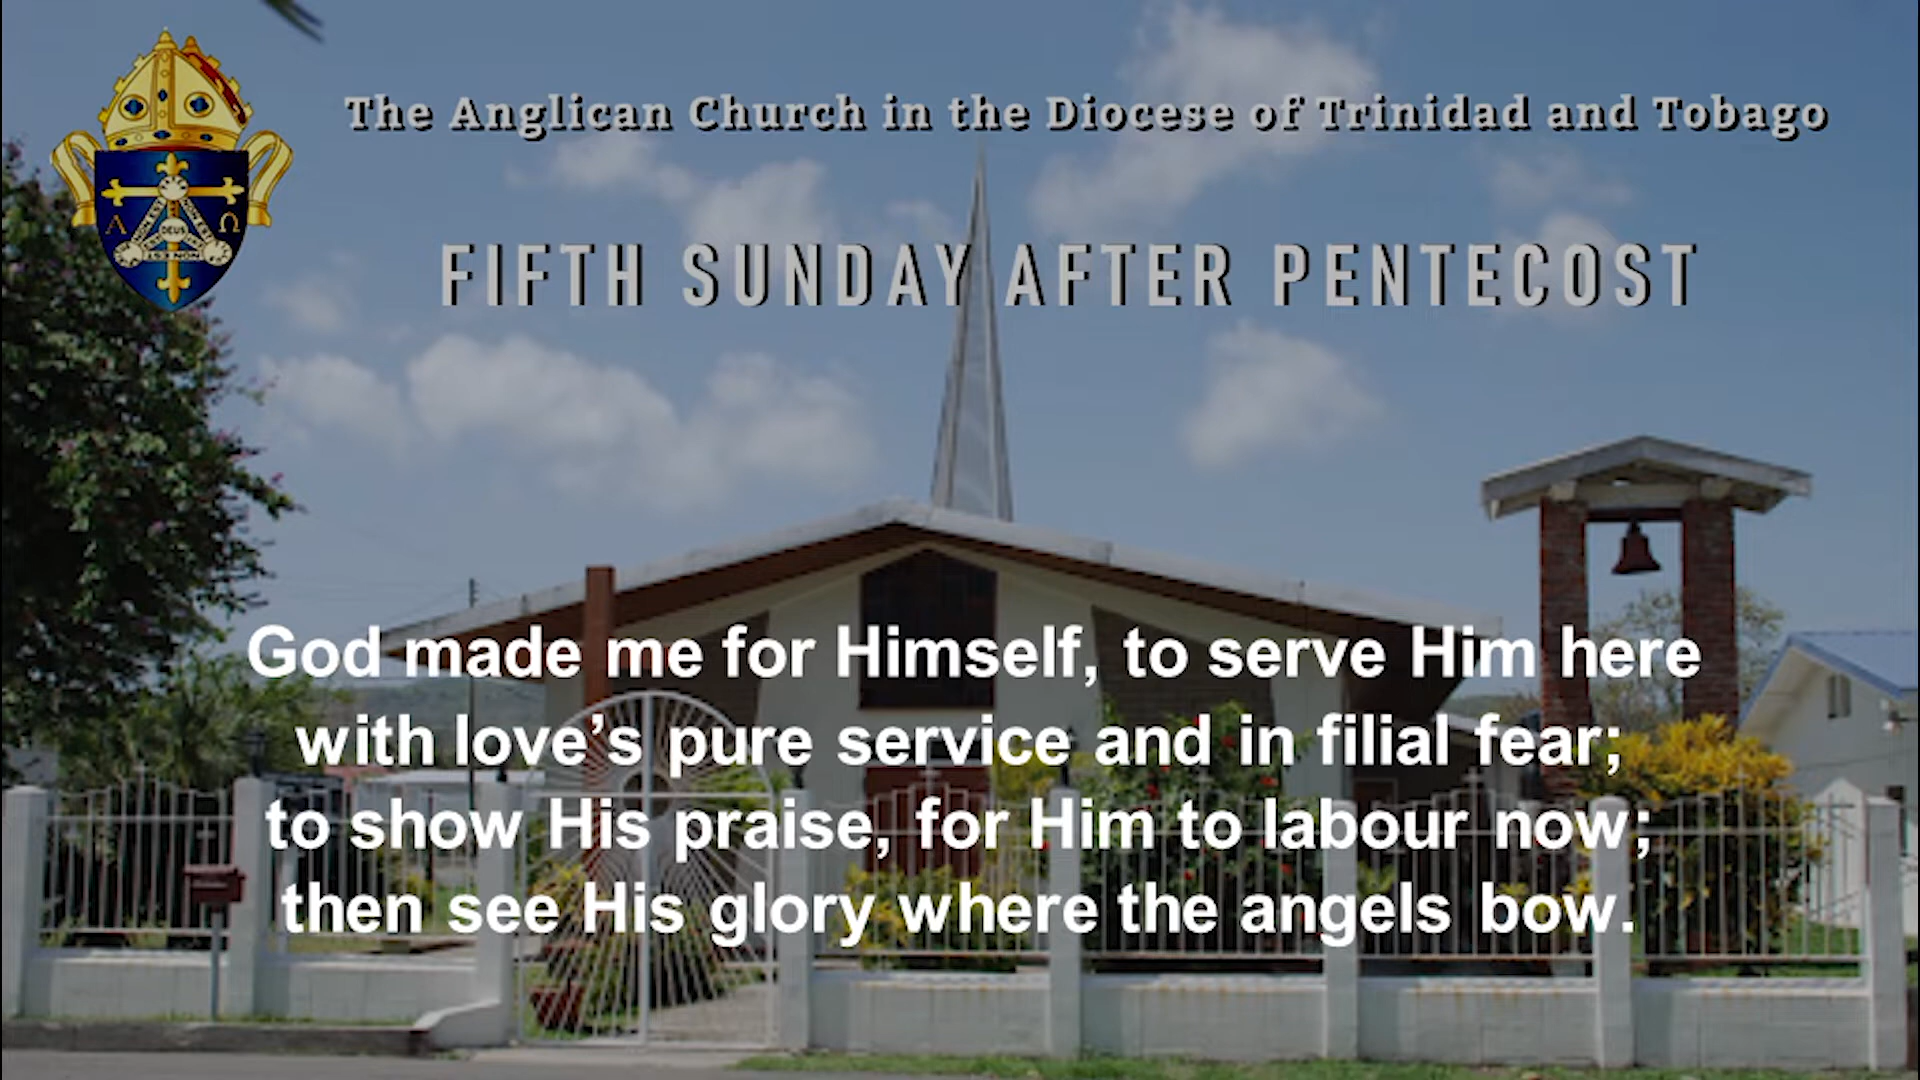 The Anglican Church in the Diocese of Trinidad and Tobago
FIFTH SUNDAY AFTER PENTECOST
Α Ω
DEUS
God made me for Himself, to serve Him here
with love’s pure service and in filial fear;
to show His praise, for Him to labour now;
then see His glory where the angels bow.